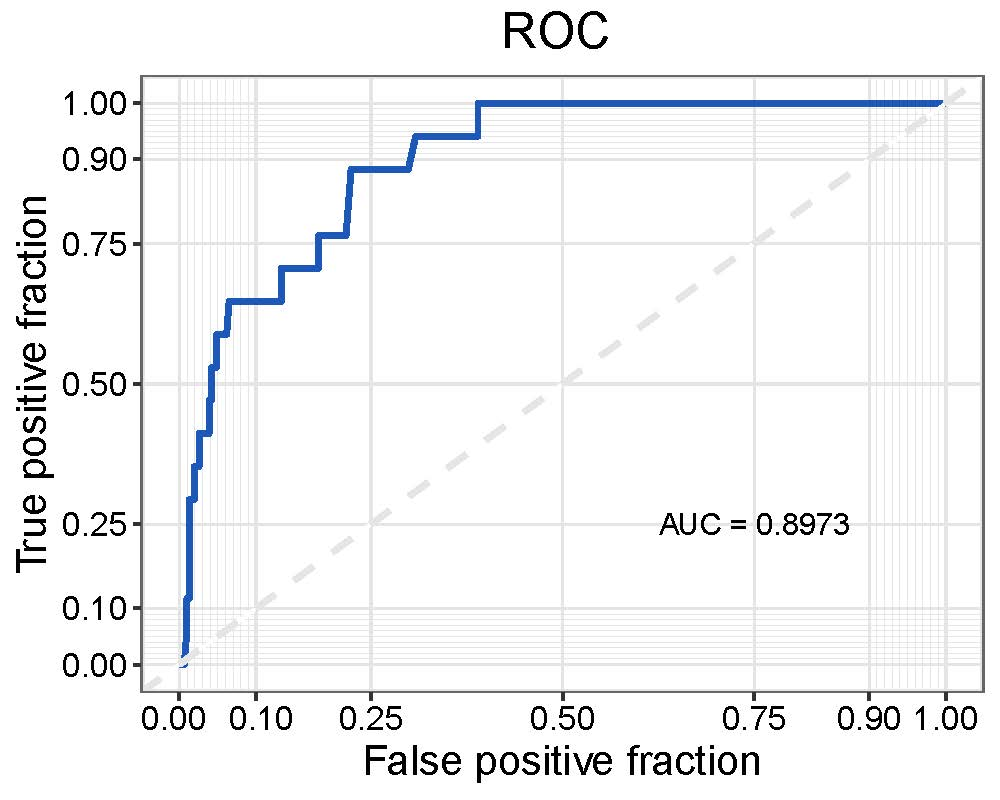 ROC
True positive fraction
1.00
0.90
0.75
0.50
0.25
0.10
0.00
AUC = 0.8973
0.00 0.10 0.25 0.50 0.75 0.90 1.00
False positive fraction